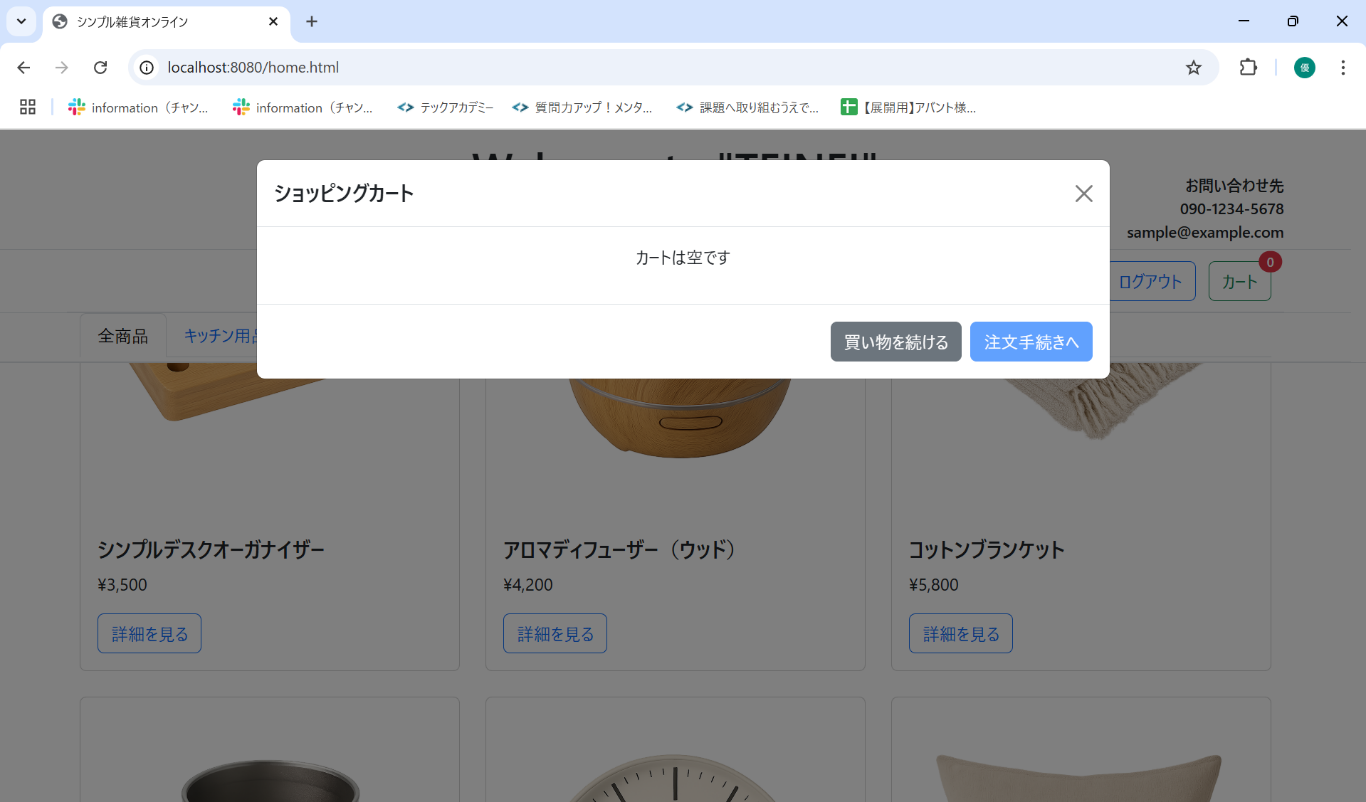 シンプル雑貨オンライン
localhost:8080/home.html
優
information（チャン...
information（チャン...
テックアカデミー
質問力アップ！メンタ...
課題へ取り組むうえで...
【展開用】アバント様...
ショッピングカート
お問い合わせ先
090-1234-5678
sample@example.com
カートは空です
ログアウト
カート
0
全商品
キッチン用品
買い物を続ける
注文手続きへ
シンプルデスクオーガナイザー
¥3,500
詳細を見る
アロマディフューザー（ウッド）
¥4,200
詳細を見る
コットンブランケット
¥5,800
詳細を見る